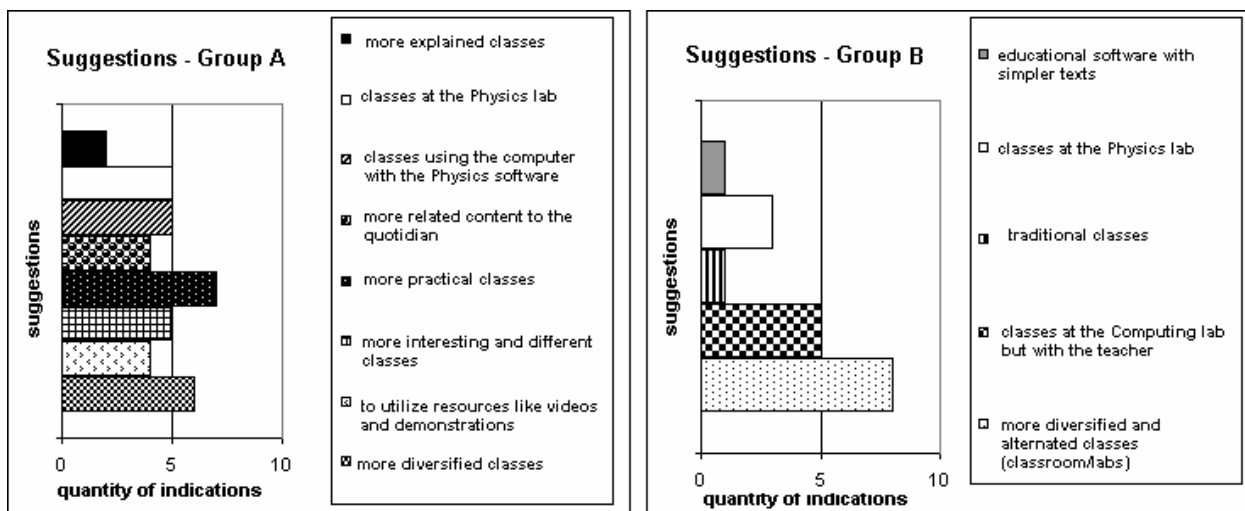 Suggestions - Group A
suggestions
0 5 10
quantity of indications
more explained classes
classes at the Physics lab
classes using the computer
with the Physics software
more related content to the
quotidian
more practical classes
more interesting and different
classes
to utilize resources like videos
and demonstrations
more diversified classes
Suggestions - Group B
suggestions
0 5 10
quantity of indications
educational software with
simpler texts
classes at the Physics lab
traditional classes
classes at the Computing lab
but with the teacher
more diversified and
alternated classes
(classroom/labs)